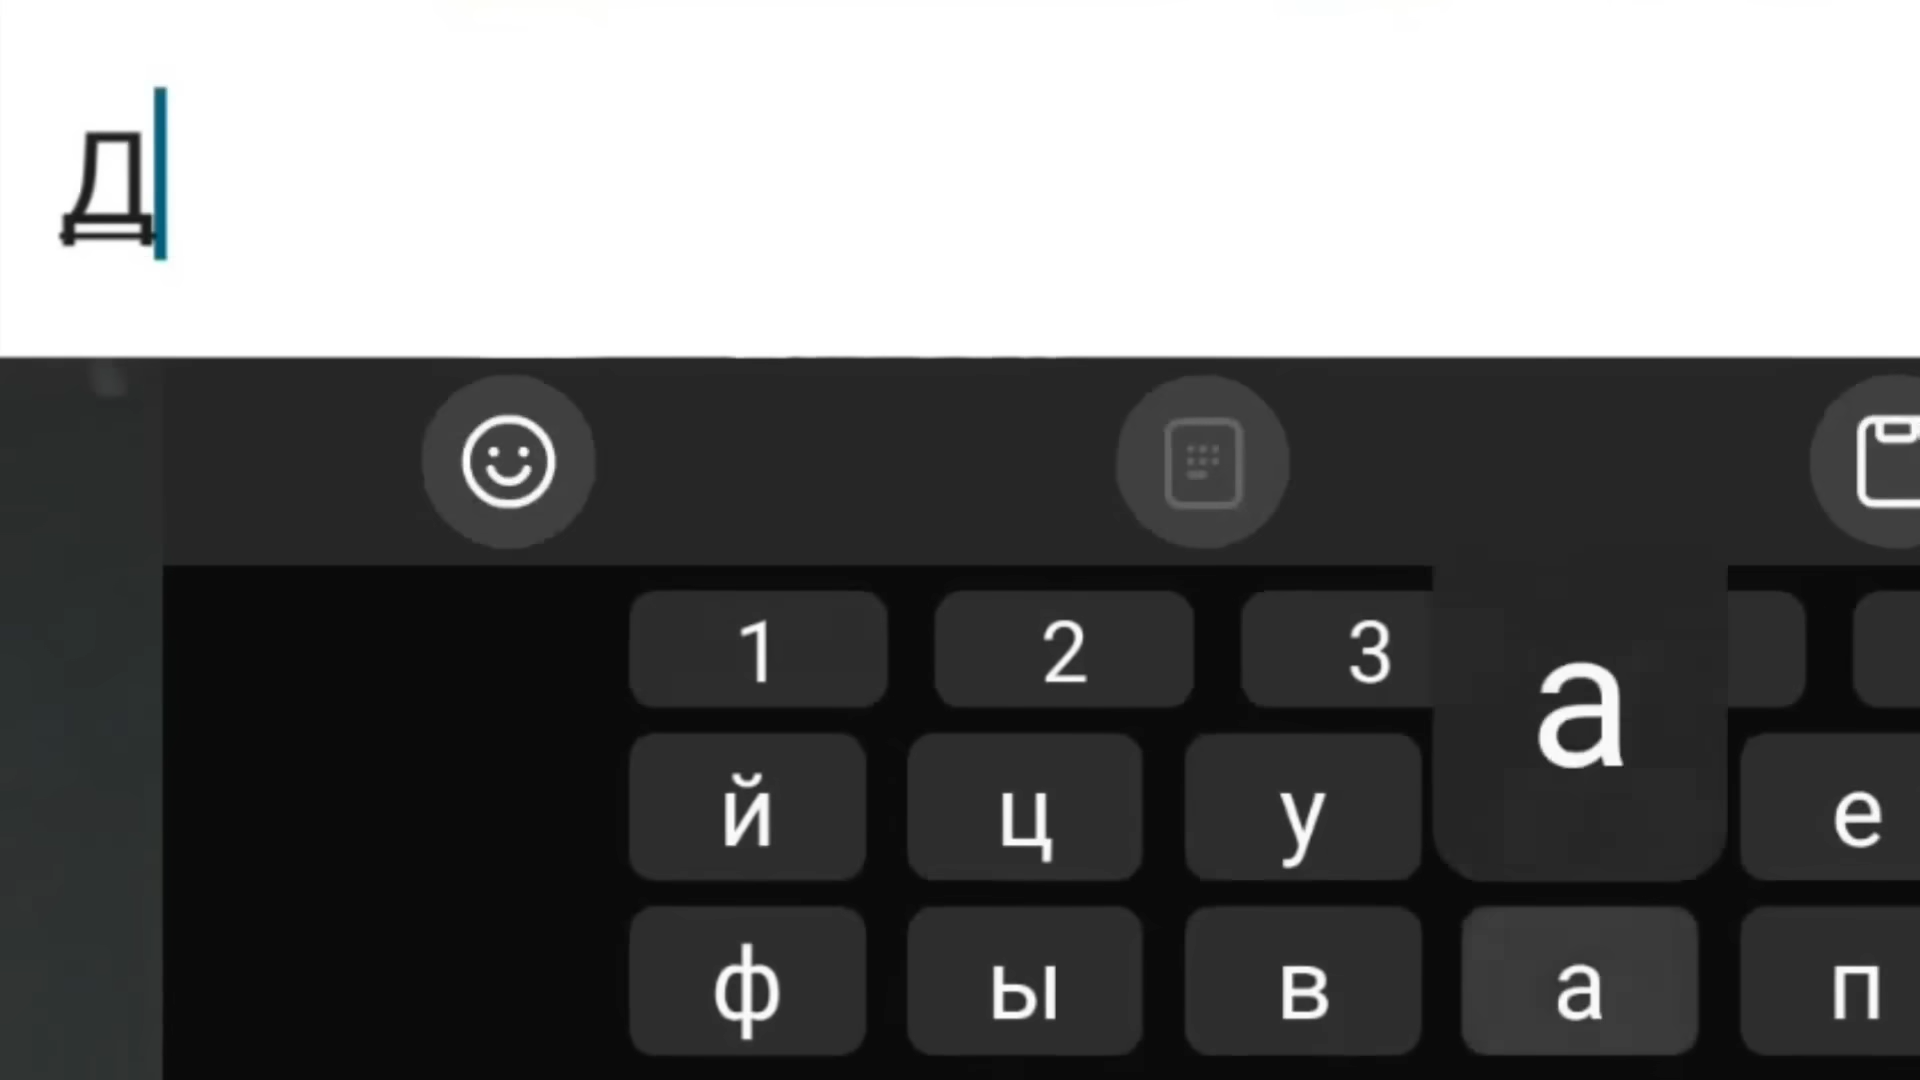 д
1 2 3
а
й ц у е
ф ы в а п